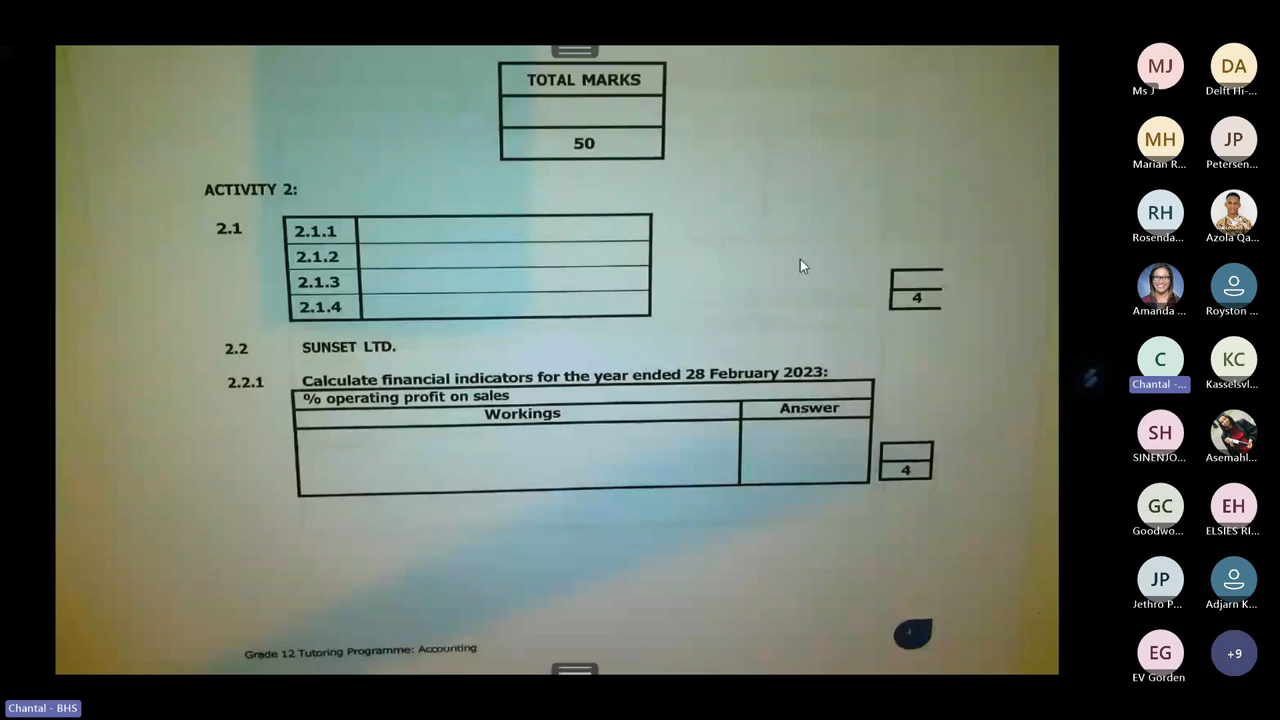 TOTAL MARKS
50
ACTIVITY 2:
2.1
2.1.1
2.1.2
2.1.3
2.1.4
4
2.2 SUNSET LTD.
2.2.1 Calculate financial indicators for the year ended 28 February 2023:
% operating profit on sales
Workings Answer
4
Grade 12 Tutoring Programme: Accounting
MJ DA
Ms J Delft Hi-...
MH JP
Marian R... Petersen...
RH
Rosenda... Azola Qa...
Amanda ... Royston ...
C KC
Chantal -... Kasselsvl...
SH
SINENJO... Asemahl...
GC EH
Goodwo... ELSIES RI...
JP
Jethro P... Adjarn K...
EG +9
EV Gorden
Chantal - BHS